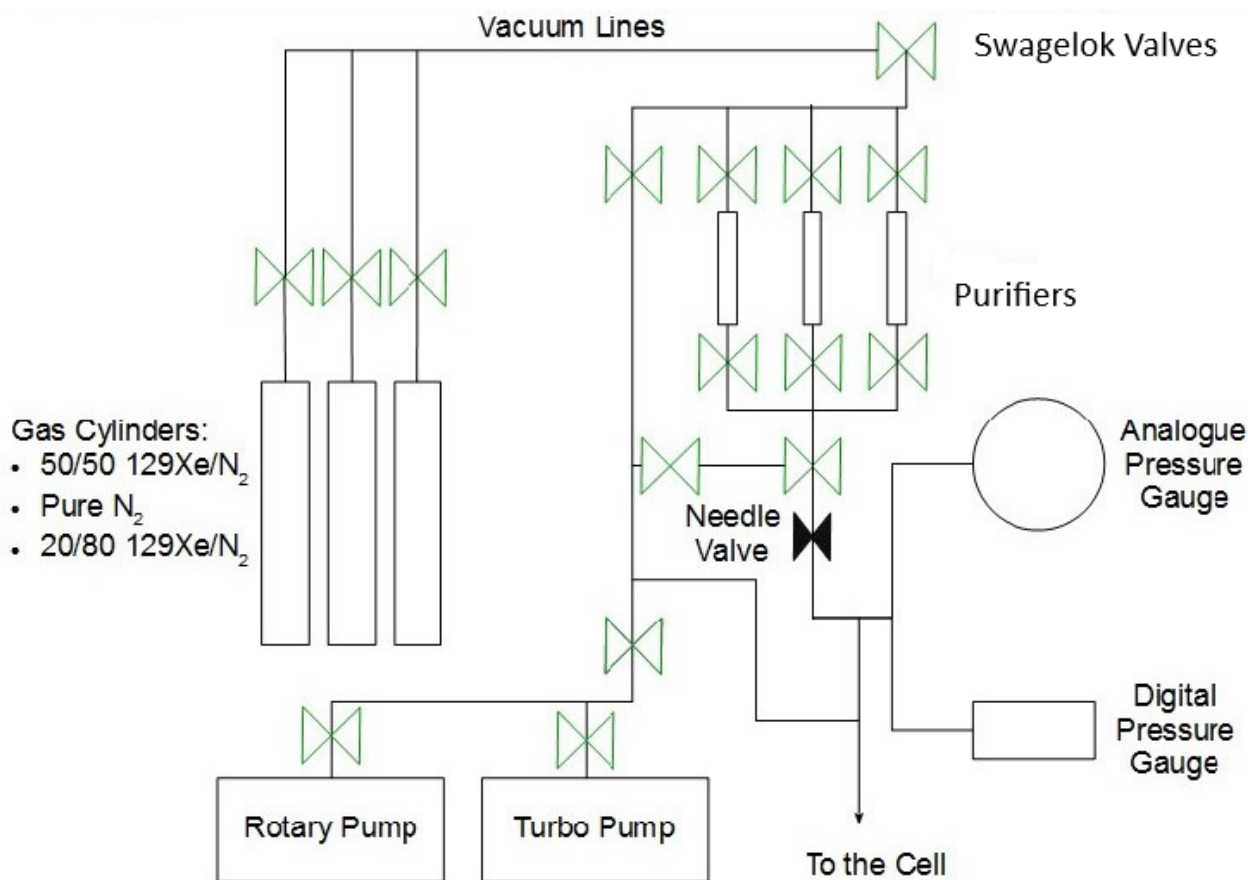 Vacuum Lines
Swagelok Valves
Purifiers
Gas Cylinders:
• 50/50 129Xe/N₂
• Pure N₂
• 20/80 129Xe/N₂
Analogue
Pressure
Gauge
Needle
Valve
Digital
Pressure
Gauge
Rotary Pump
Turbo Pump
To the Cell